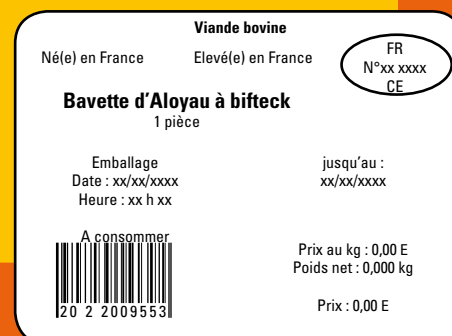 Viande bovine
Né(e) en France Elevé(e) en France
FR
N°xx xxxx
CE
Bavette d'Aloyau à bifteck
1 pièce
Emballage
Date : xx/xx/xxxx
Heure : xx h xx
jusqu'au :
xx/xx/xxxx
A consommer
20 2 2009553
Prix au kg : 0,00 E
Poids net : 0,000 kg
Prix : 0,00 E